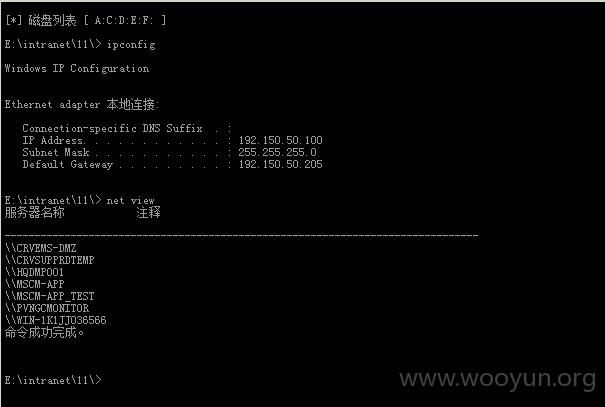 [*] 磁盘列表 [ A:C:D:E:F: ]
E:\intranet\11\> ipconfig
Windows IP Configuration
Ethernet adapter 本地连接:
Connection-specific DNS Suffix  . :
IP Address. . . . . . . . . . . . : 192.150.50.100
Subnet Mask . . . . . . . . . . . : 255.255.255.0
Default Gateway . . . . . . . . . : 192.150.50.205
E:\intranet\11\> net view
服务器名称            注释
-------------------------------------------------------------------------------
\\CRVEMS-DMZ
\\CRVSUPPRDTEMP
\\HQDMP001
\\MSCM-APP
\\MSCM-APP_TEST
\\PVNGCMONITOR
\\WIN-1K1JJO36566
命令成功完成。
E:\intranet\11\>
www.wooyun.org